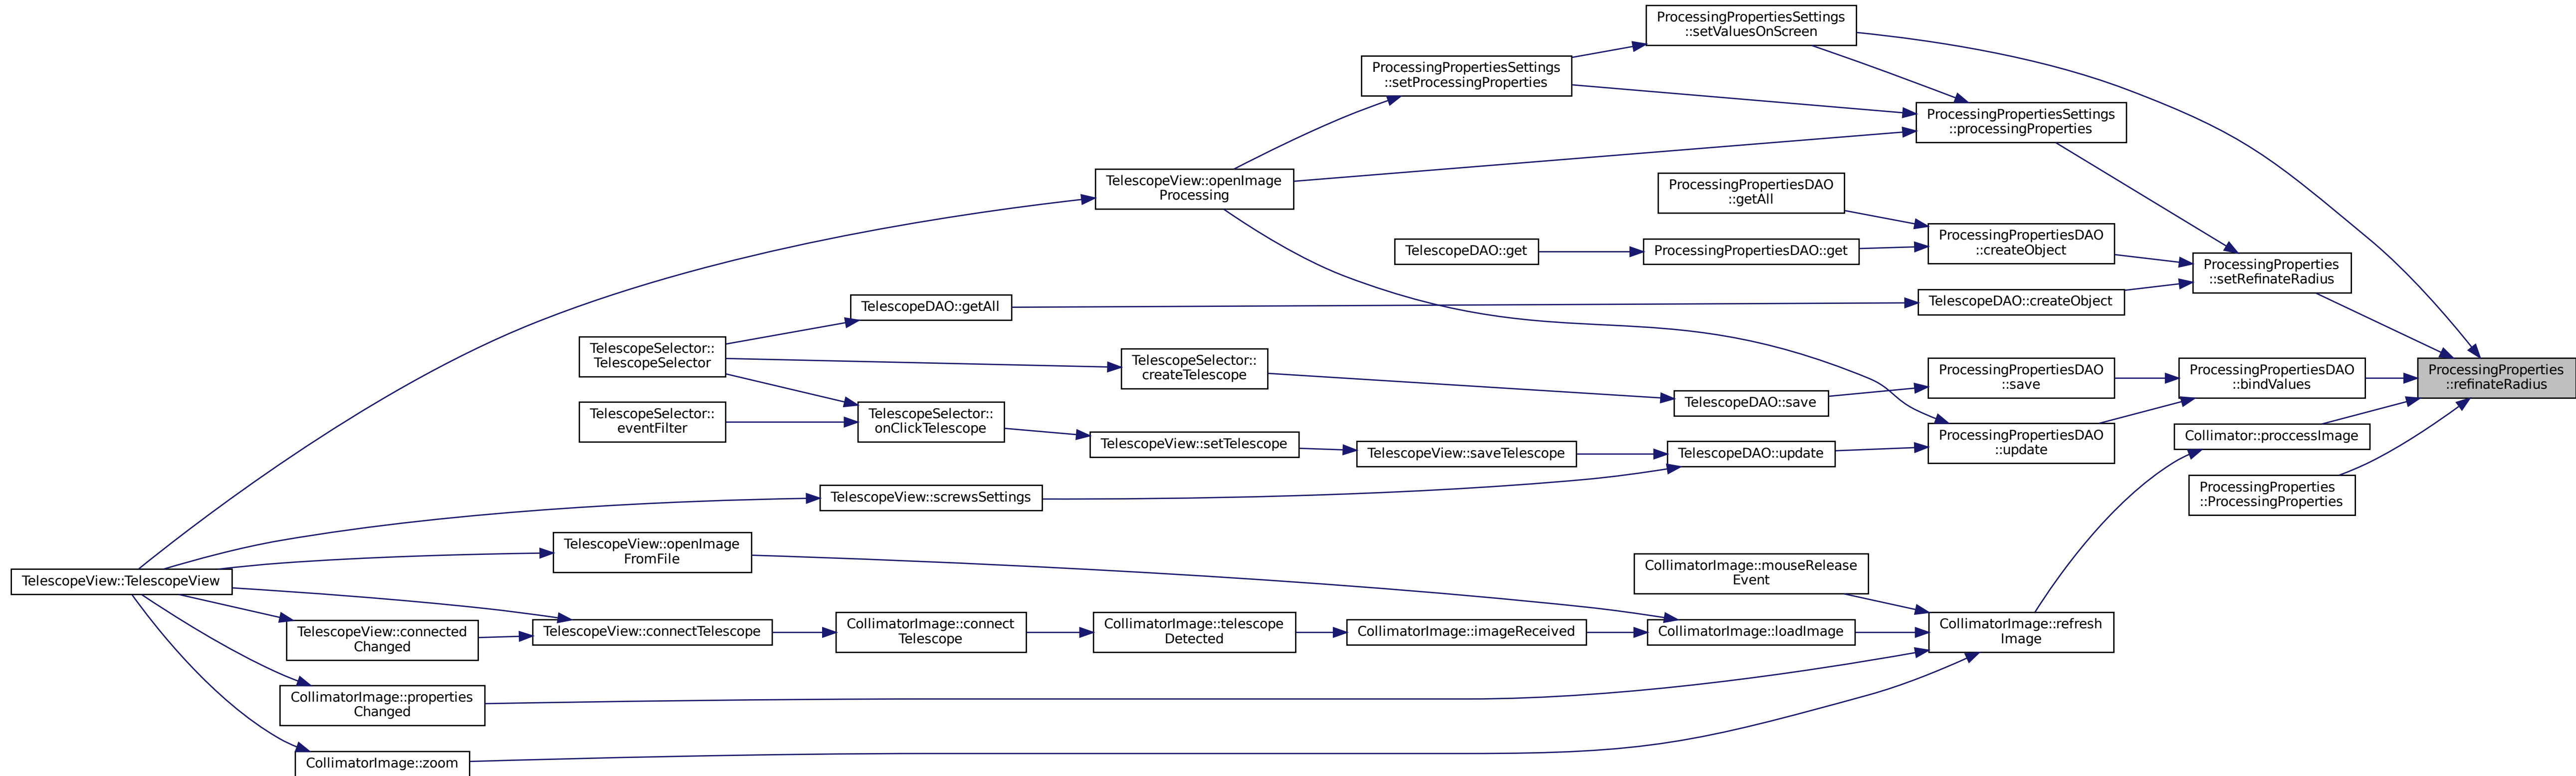 ProcessingPropertiesSettings
::setValuesOnScreen
ProcessingPropertiesSettings
::setProcessingProperties
ProcessingPropertiesSettings
::processingProperties
TelescopeView::openImage
Processing
ProcessingPropertiesDAO
::getAll
ProcessingPropertiesDAO
::createObject
TelescopeDAO::get
ProcessingPropertiesDAO::get
ProcessingProperties
::setRefinateRadius
TelescopeDAO::getAll
TelescopeDAO::createObject
TelescopeSelector::
TelescopeSelector
TelescopeSelector::
createTelescope
ProcessingPropertiesDAO
::save
ProcessingPropertiesDAO
::bindValues
ProcessingProperties
::refinateRadius
TelescopeDAO::save
TelescopeSelector::
eventFilter
TelescopeSelector::
onClickTelescope
TelescopeView::setTelescope
TelescopeView::saveTelescope
TelescopeDAO::update
ProcessingPropertiesDAO
::update
Collimator::proccessImage
TelescopeView::screwsSettings
ProcessingProperties
::ProcessingProperties
TelescopeView::openImage
FromFile
TelescopeView::TelescopeView
CollimatorImage::mouseRelease
Event
TelescopeView::connected
Changed
TelescopeView::connectTelescope
CollimatorImage::connect
Telescope
CollimatorImage::telescope
Detected
CollimatorImage::imageReceived
CollimatorImage::loadImage
CollimatorImage::refresh
Image
CollimatorImage::properties
Changed
CollimatorImage::zoom